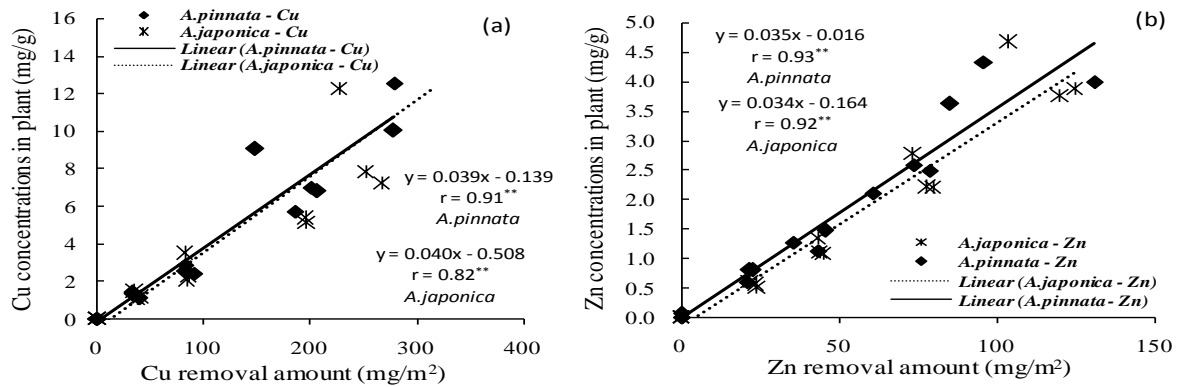 (a)
A.pinnata - Cu
A.japonica - Cu
Linear (A.pinnata - Cu)
Linear (A.japonica - Cu)
Cu concentrations in plant (mg/g)
14
12
10
8
6
4
2
0
y = 0.039x - 0.139
r = 0.91**
A.pinnata
y = 0.040x - 0.508
r = 0.82**
A.japonica
0 100 200 300 400
Cu removal amount (mg/m²)
(b)
Zn concentrations in plant (mg/g)
5.0
4.5
4.0
3.5
3.0
2.5
2.0
1.5
1.0
0.5
0.0
y = 0.035x - 0.016
r = 0.93**
A.pinnata
y = 0.034x - 0.164
r = 0.92**
A.japonica
A.japonica - Zn
A.pinnata - Zn
Linear (A.japonica - Zn)
Linear (A.pinnata - Zn)
0 50 100 150
Zn removal amount (mg/m²)